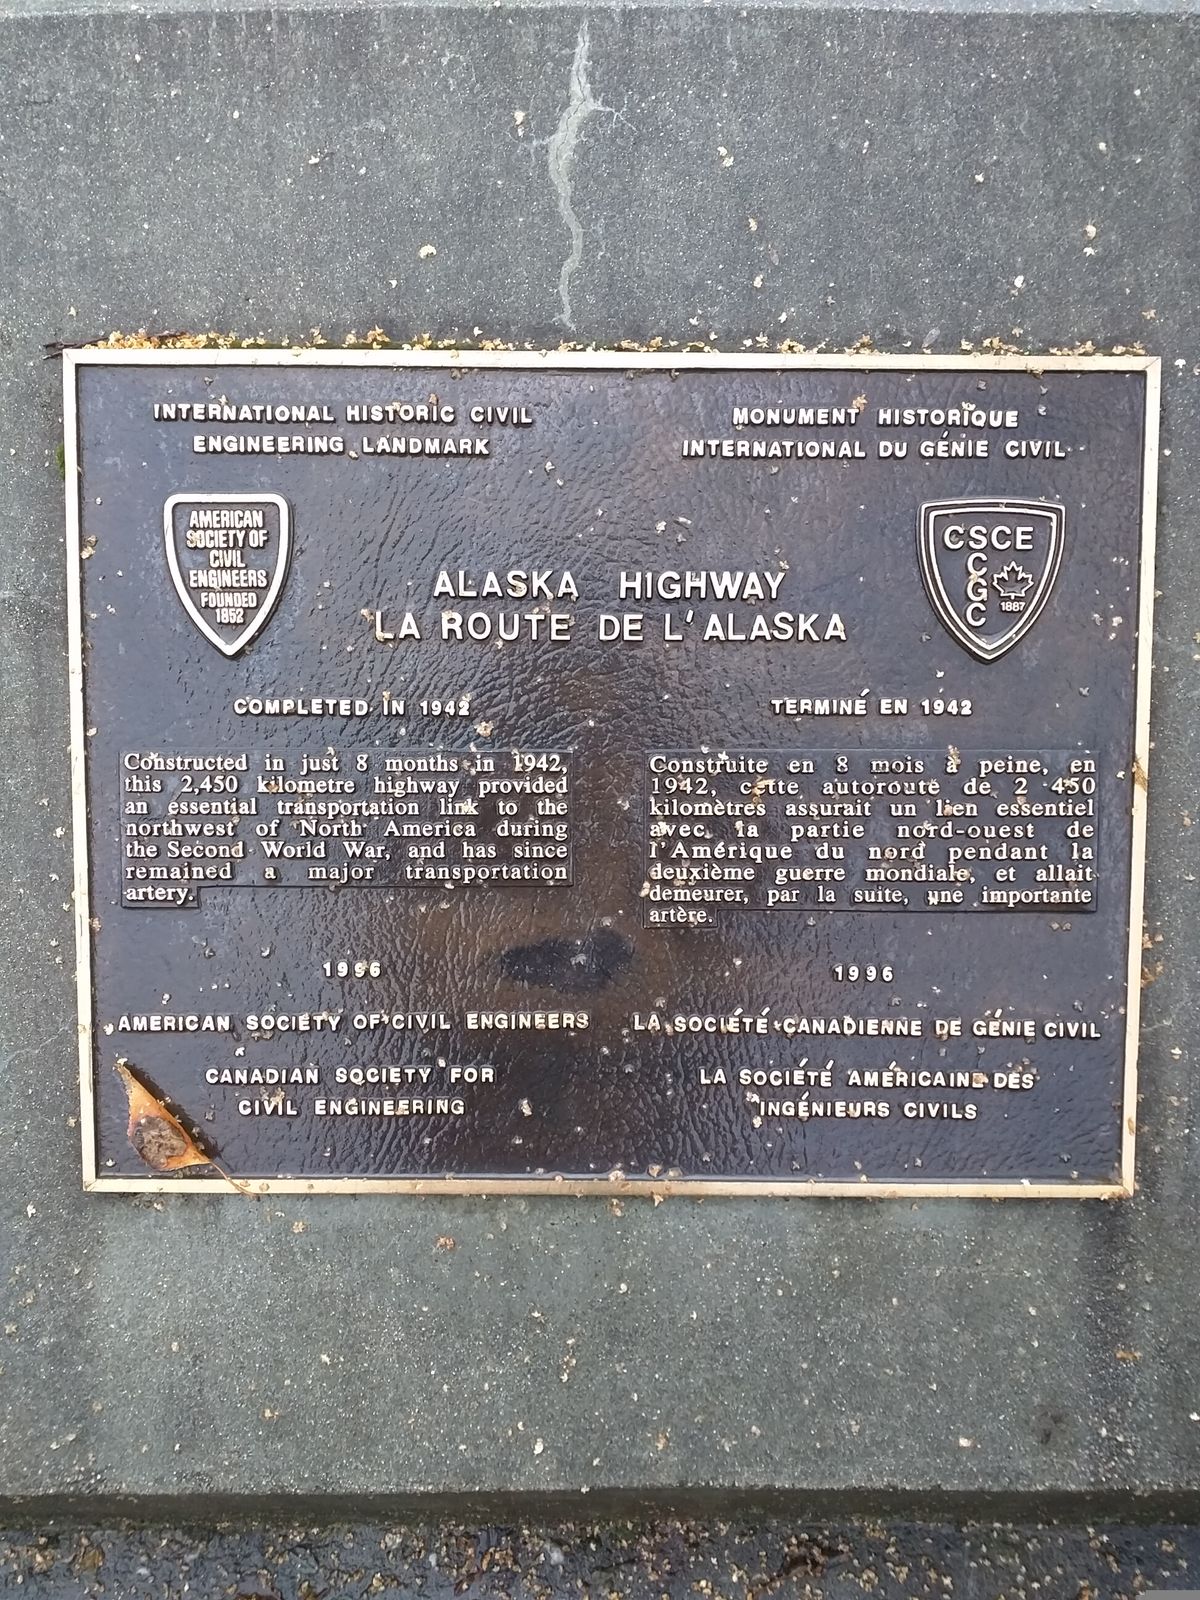 INTERNATIONAL HISTORIC CIVIL
ENGINEERING LANDMARK
MONUMENT HISTORIQUE
INTERNATIONAL DU GÉNIE CIVIL
AMERICAN
SOCIETY OF
CIVIL
ENGINEERS
FOUNDED
1852
CSCE
C
G
C
1887
ALASKA HIGHWAY
LA ROUTE DE L'ALASKA
COMPLETED IN 1942
Constructed in just 8 months in 1942,
this 2,450 kilometre highway provided
an essential transportation link to the
northwest of North America during
the Second World War, and has since
remained a major transportation
artery.
1996
AMERICAN SOCIETY OF CIVIL ENGINEERS
CANADIAN SOCIETY FOR
CIVIL ENGINEERING
TERMINÉ EN 1942
Construite en 8 mois à peine, en
1942, cette autoroute de 2 450
kilomètres assurait un lien essentiel
avec la partie nord-ouest de
l'Amérique du nord pendant la
deuxième guerre mondiale, et allait
demeurer, par la suite, une importante
artère.
1996
LA SOCIÉTÉ CANADIENNE DE GÉNIE CIVIL
LA SOCIÉTÉ AMÉRICAINE DES
INGÉNIEURS CIVILS